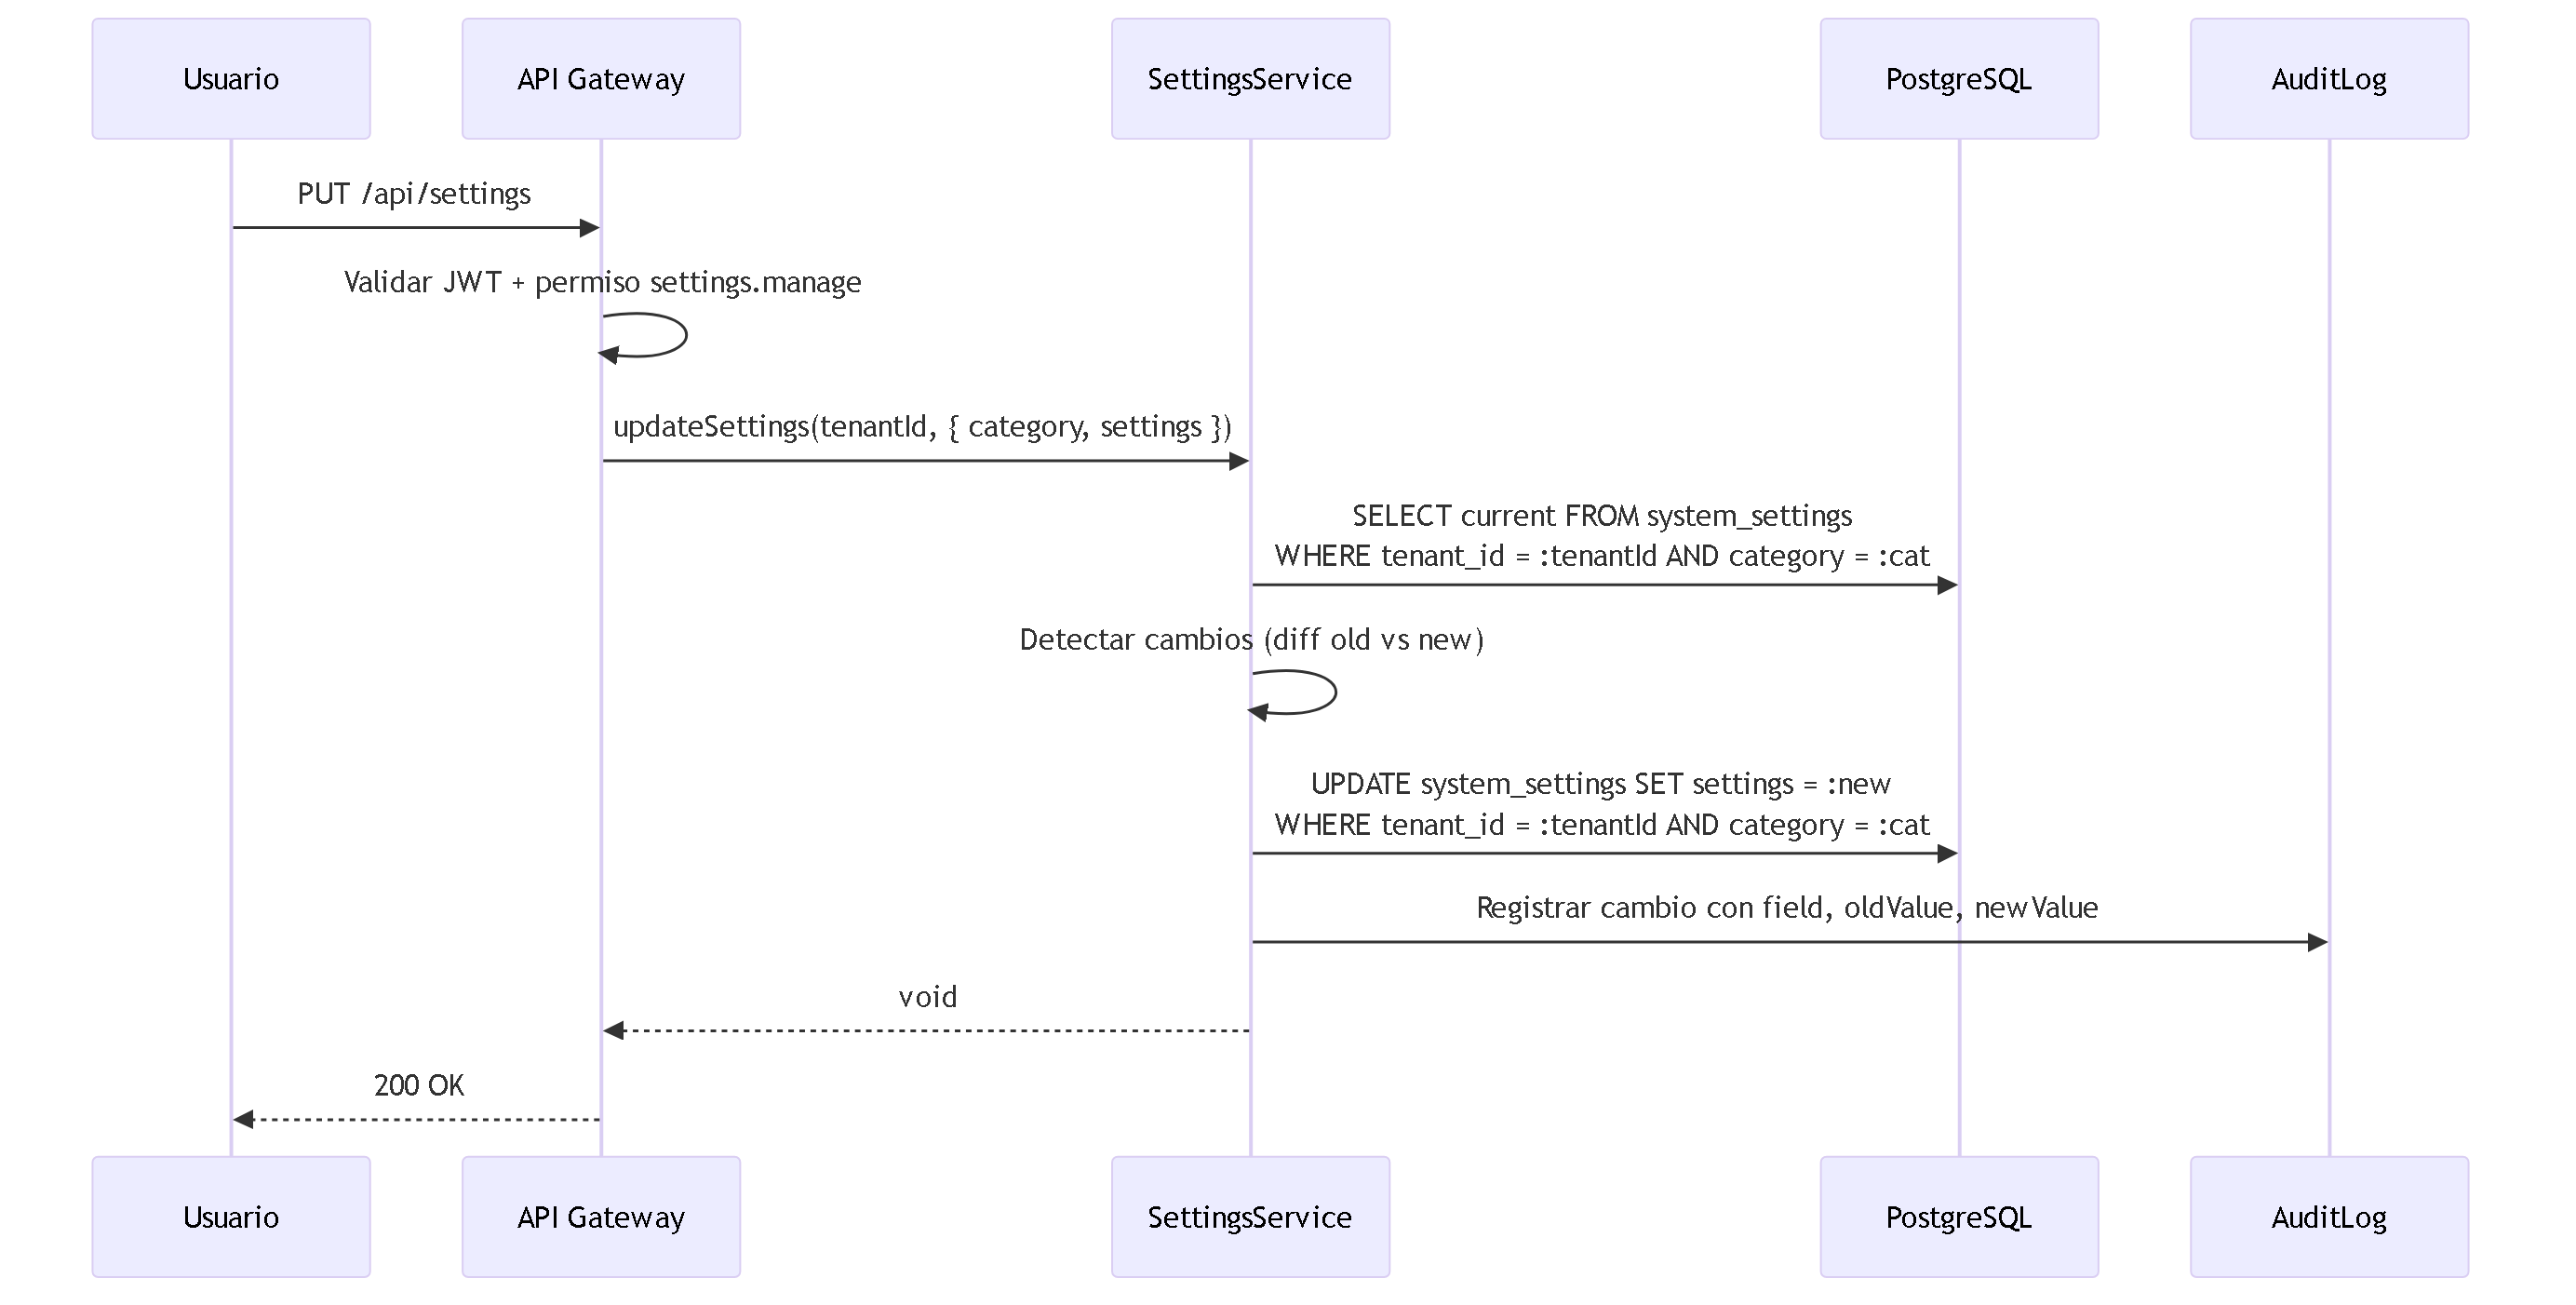 Usuario
API Gateway
SettingsService
PostgreSQL
AuditLog
PUT /api/settings
Validar JWT + permiso settings.manage
updateSettings(tenantId, { category, settings })
SELECT current FROM system_settings
WHERE tenant_id = :tenantId AND category = :cat
Detectar cambios (diff old vs new)
UPDATE system_settings SET settings = :new
WHERE tenant_id = :tenantId AND category = :cat
Registrar cambio con field, oldValue, newValue
void
200 OK
Usuario
API Gateway
SettingsService
PostgreSQL
AuditLog